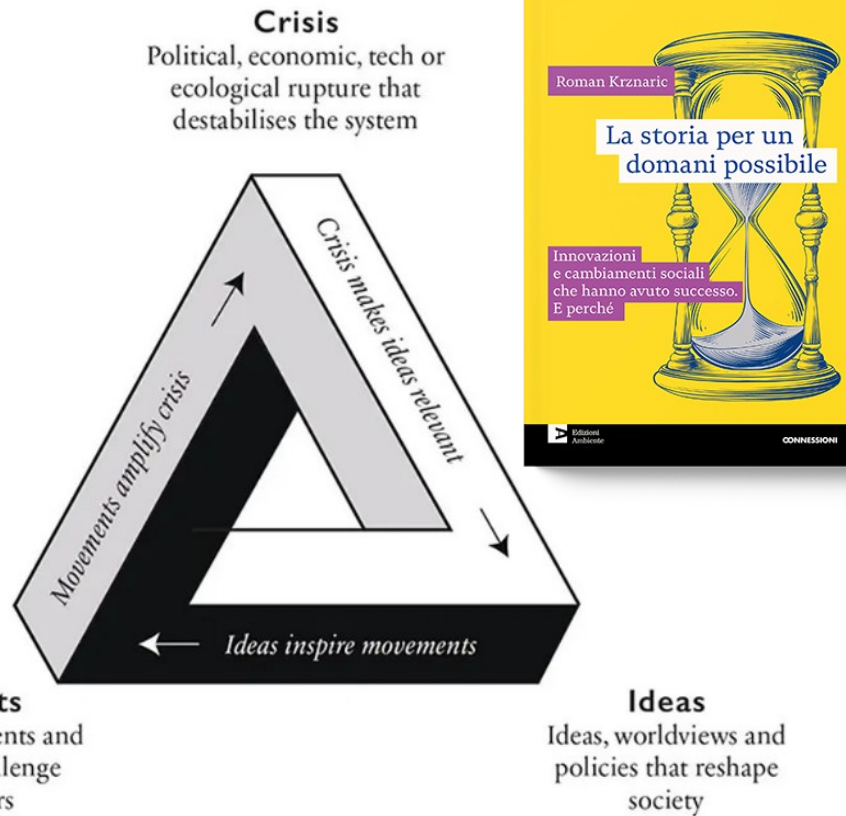 Crisis
Political, economic, tech or
ecological rupture that
destabilises the system
Roman Krznaric
La storia per un
domani possibile
Innovazioni
e cambiamenti sociali
che hanno avuto successo.
E perché
Edizioni
Ambiente
CONNESSIONI
Crisis makes ideas relevant
Movements amplify crisis
Ideas inspire movements
ts
ents and
llenge
rs
Ideas
Ideas, worldviews and
policies that reshape
society